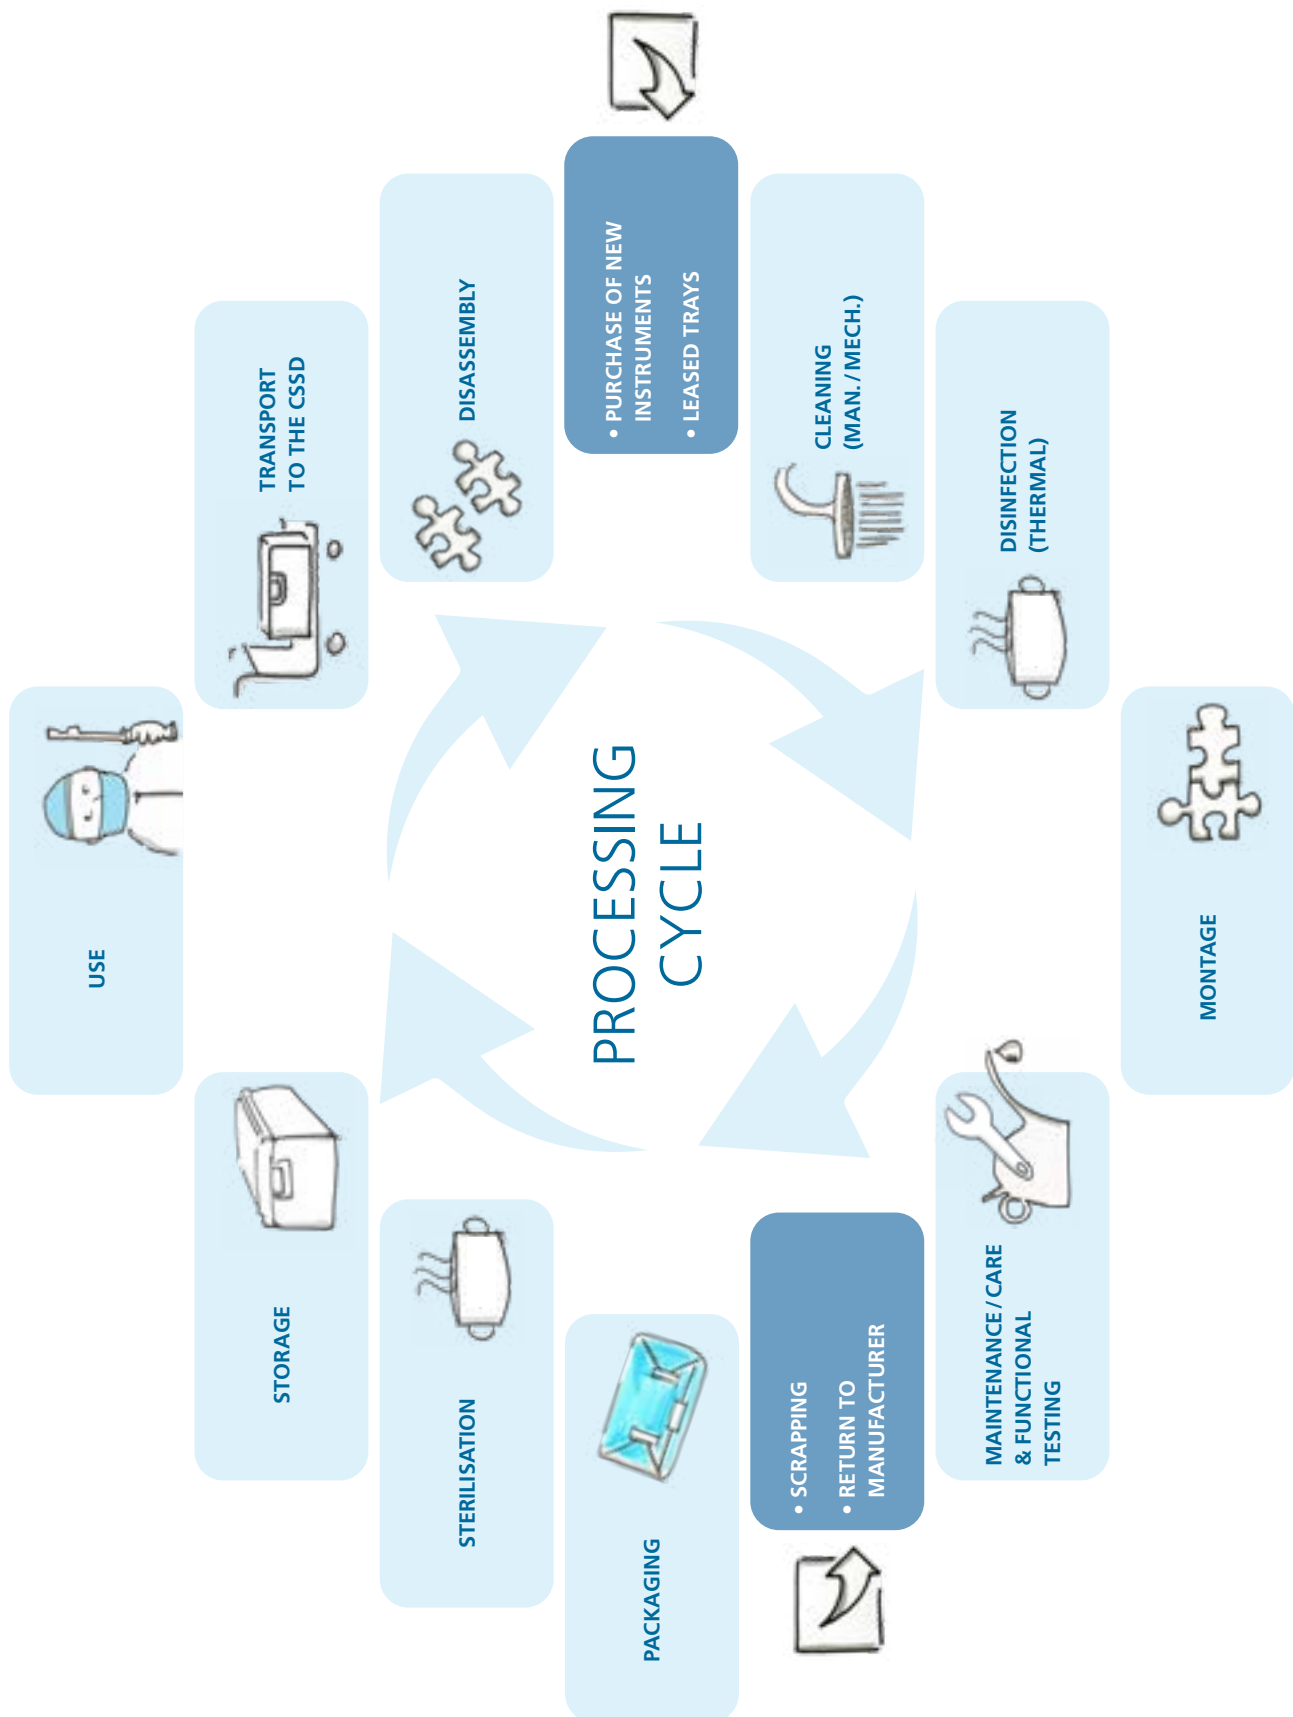 PROCESSING
CYCLE
USE
TRANSPORT
TO THE CSSD
DISASSEMBLY
• PURCHASE OF NEW
INSTRUMENTS
• LEASED TRAYS
CLEANING
(MAN. / MECH.)
DISINFECTION
(THERMAL)
MONTAGE
MAINTENANCE / CARE
& FUNCTIONAL
TESTING
• SCRAPPING
• RETURN TO
MANUFACTURER
PACKAGING
STERILISATION
STORAGE